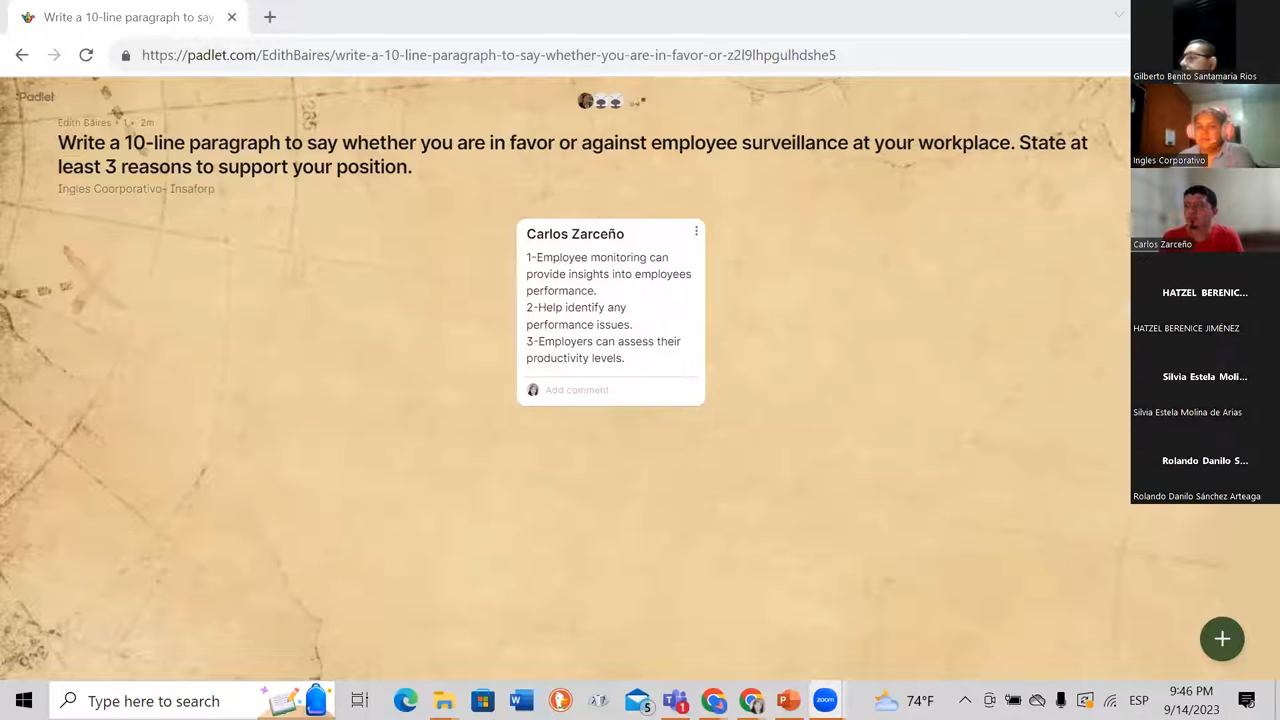 Write a 10-line paragraph to say
https://padlet.com/EdithBaires/write-a-10-line-paragraph-to-say-whether-you-are-in-favor-or-z2l9lhpgulhdshe5
:Padlet
Edith Baires • 1 • 2m
Write a 10-line paragraph to say whether you are in favor or against employee surveillance at your workplace. State at
least 3 reasons to support your position.
Ingles Coorporativo- Insaforp
Carlos Zarceño
1-Employee monitoring can
provide insights into employees
performance.
2-Help identify any
performance issues.
3-Employers can assess their
productivity levels.
Add comment
Gilberto Benito Santamaria Rios
Ingles Corporativo
Carlos Zarceño
HATZEL BERENIC...
HATZEL BERENICE JIMÉNEZ
Silvia Estela Moli...
Silvia Estela Molina de Arias
Rolando Danilo S...
Rolando Danilo Sánchez Arteaga
Type here to search
5
1
zoom
74°F
ESP
9:46 PM
9/14/2023